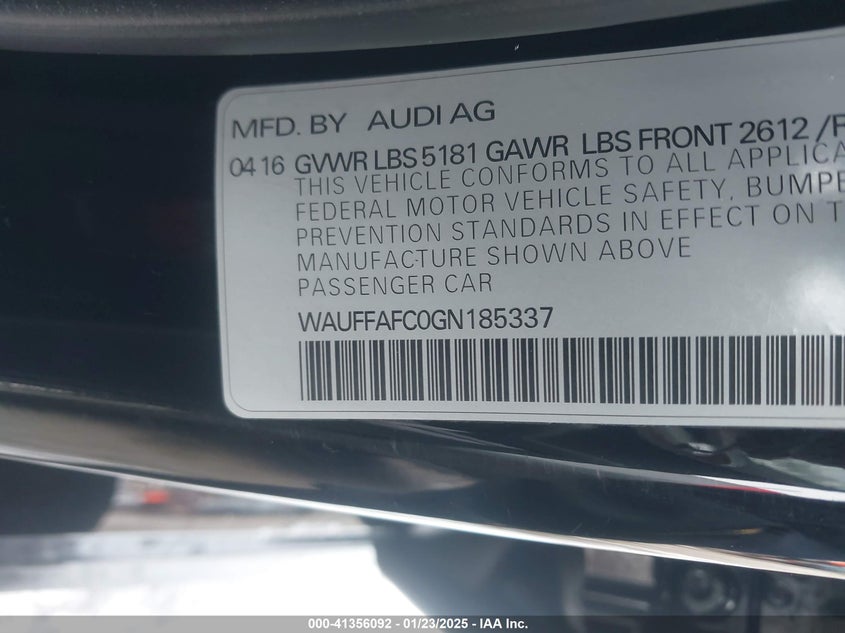 MFD. BY AUDI AG
04 16 GVWR LBS 5181 GAWR LBS FRONT 2612 /
THIS VEHICLE CONFORMS TO ALL
FEDERAL MOTOR VEHICLE SAFETY,
PREVENTION STANDARDS IN EFFECT ON
MANUFACTURE SHOWN ABOVE
PASSENGER CAR
WAUFFAFC0GN185337
000-41356092 - 01/23/2025 - IAA Inc.